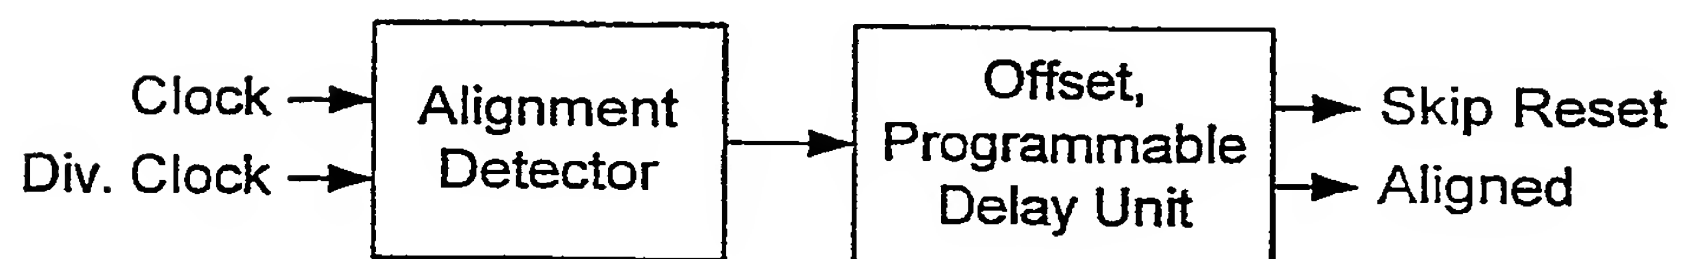 Clock
Div. Clock
Alignment
Detector
Offset,
Programmable
Delay Unit
Skip Reset
Aligned